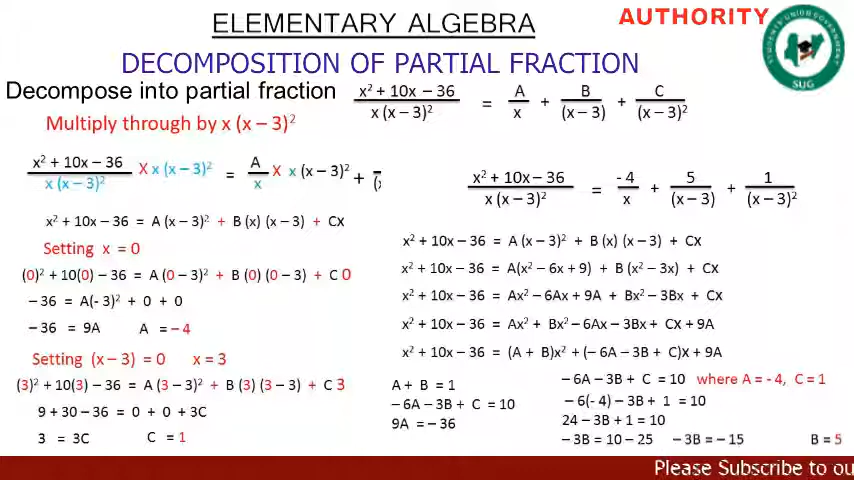 AUTHORITY
ELEMENTARY ALGEBRA
STUDENTS UNION GOVERNMENT
SUG
DECOMPOSITION OF PARTIAL FRACTION
Decompose into partial fraction x² + 10x – 36 / x (x – 3)² = A / x + B / (x – 3) + C / (x – 3)²
Multiply through by x (x – 3)²
x² + 10x – 36 / x (x – 3)² X x (x – 3)² = A / x X x (x – 3)² + (x
x² + 10x – 36 = A (x – 3)² + B (x) (x – 3) + Cx
Setting x = 0
(0)² + 10(0) – 36 = A (0 – 3)² + B (0) (0 – 3) + C 0
– 36 = A(- 3)² + 0 + 0
– 36 = 9A A = – 4
Setting (x – 3) = 0 x = 3
(3)² + 10(3) – 36 = A (3 – 3)² + B (3) (3 – 3) + C 3
9 + 30 – 36 = 0 + 0 + 3C
3 = 3C C = 1
x² + 10x – 36 / x (x – 3)² = - 4 / x + 5 / (x – 3) + 1 / (x – 3)²
x² + 10x – 36 = A (x – 3)² + B (x) (x – 3) + Cx
x² + 10x – 36 = A(x² – 6x + 9) + B (x² – 3x) + Cx
x² + 10x – 36 = Ax² – 6Ax + 9A + Bx² – 3Bx + Cx
x² + 10x – 36 = Ax² + Bx² – 6Ax – 3Bx + Cx + 9A
x² + 10x – 36 = (A + B)x² + (– 6A – 3B + C)x + 9A
A + B = 1
– 6A – 3B + C = 10
9A = – 36
– 6A – 3B + C = 10 where A = - 4, C = 1
– 6(- 4) – 3B + 1 = 10
24 – 3B + 1 = 10
– 3B = 10 – 25 – 3B = – 15 B = 5
Please Subscribe to ou